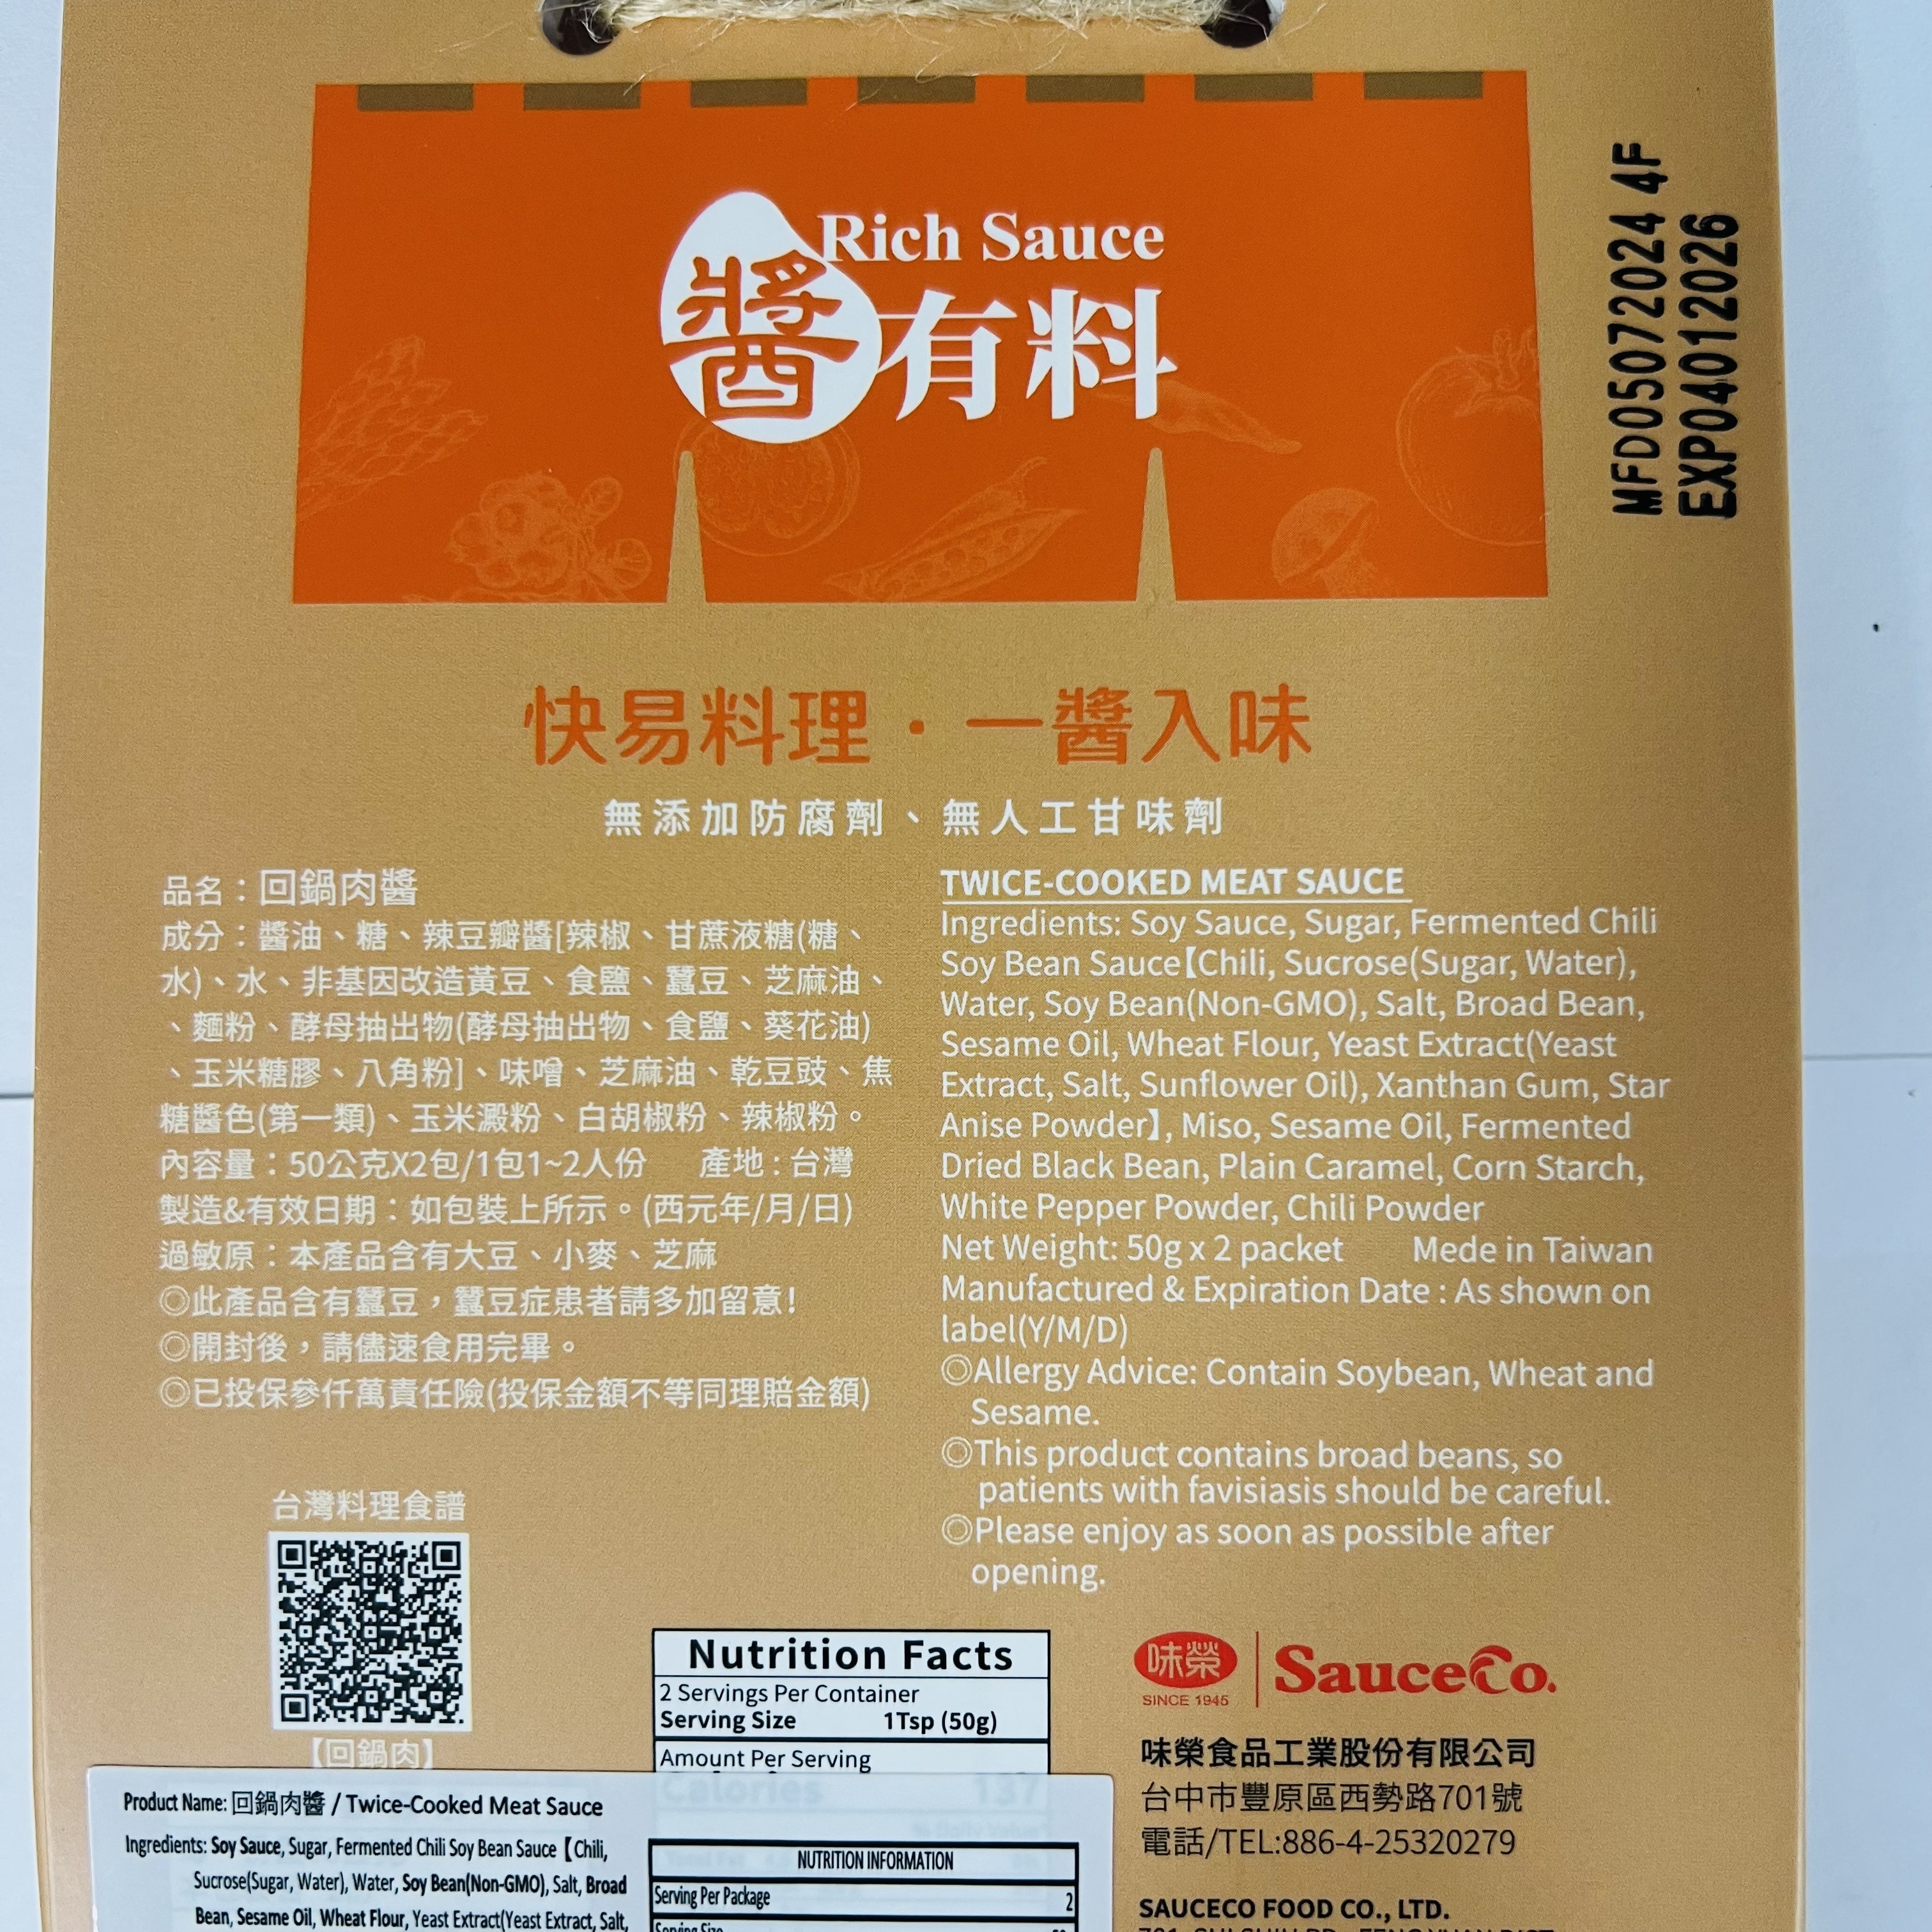 MFD05072024 4F
EXP04012026
Rich Sauce
醬有料
快易料理・一醬入味
無添加防腐劑、無人工甘味劑
品名：回鍋肉醬
成分：醬油、糖、辣豆瓣醬[辣椒、甘蔗液糖(糖、
水)、水、非基因改造黃豆、食鹽、蠶豆、芝麻油、
、麵粉、酵母抽出物(酵母抽出物、食鹽、葵花油)
、玉米糖膠、八角粉]、味噌、芝麻油、乾豆豉、焦
糖醬色(第一類)、玉米澱粉、白胡椒粉、辣椒粉。
內容量：50公克X2包/1包1~2人份 產地:台灣
製造&有效日期：如包裝上所示。(西元年/月/日)
過敏原：本產品含有大豆、小麥、芝麻
◎此產品含有蠶豆，蠶豆症患者請多加留意!
◎開封後，請儘速食用完畢。
◎已投保參仟萬責任險(投保金額不等同理賠金額)
TWICE-COOKED MEAT SAUCE
Ingredients: Soy Sauce, Sugar, Fermented Chili
Soy Bean Sauce【Chili, Sucrose(Sugar, Water),
Water, Soy Bean(Non-GMO), Salt, Broad Bean,
Sesame Oil, Wheat Flour, Yeast Extract(Yeast
Extract, Salt, Sunflower Oil), Xanthan Gum, Star
Anise Powder】, Miso, Sesame Oil, Fermented
Dried Black Bean, Plain Caramel, Corn Starch,
White Pepper Powder, Chili Powder
Net Weight: 50g x 2 packet Mede in Taiwan
Manufactured & Expiration Date : As shown on
label(Y/M/D)
◎Allergy Advice: Contain Soybean, Wheat and
Sesame.
◎This product contains broad beans, so
patients with favisiasis should be careful.
◎Please enjoy as soon as possible after
opening.
台灣料理食譜
【回鍋肉】
Nutrition Facts
2 Servings Per Container
Serving Size 1Tsp (50g)
Amount Per Serving
Calories 137
味榮
SINCE 1945
SauceCo.
味榮食品工業股份有限公司
台中市豐原區西勢路701號
電話/TEL:886-4-25320279
SAUCECO FOOD CO., LTD.
Product Name: 回鍋肉醬 / Twice-Cooked Meat Sauce
Ingredients: Soy Sauce, Sugar, Fermented Chili Soy Bean Sauce【Chili,
Sucrose(Sugar, Water), Water, Soy Bean(Non-GMO), Salt, Broad
Bean, Sesame Oil, Wheat Flour, Yeast Extract(Yeast Extract, Salt,
NUTRITION INFORMATION
Serving Per Package 2
Serving Size